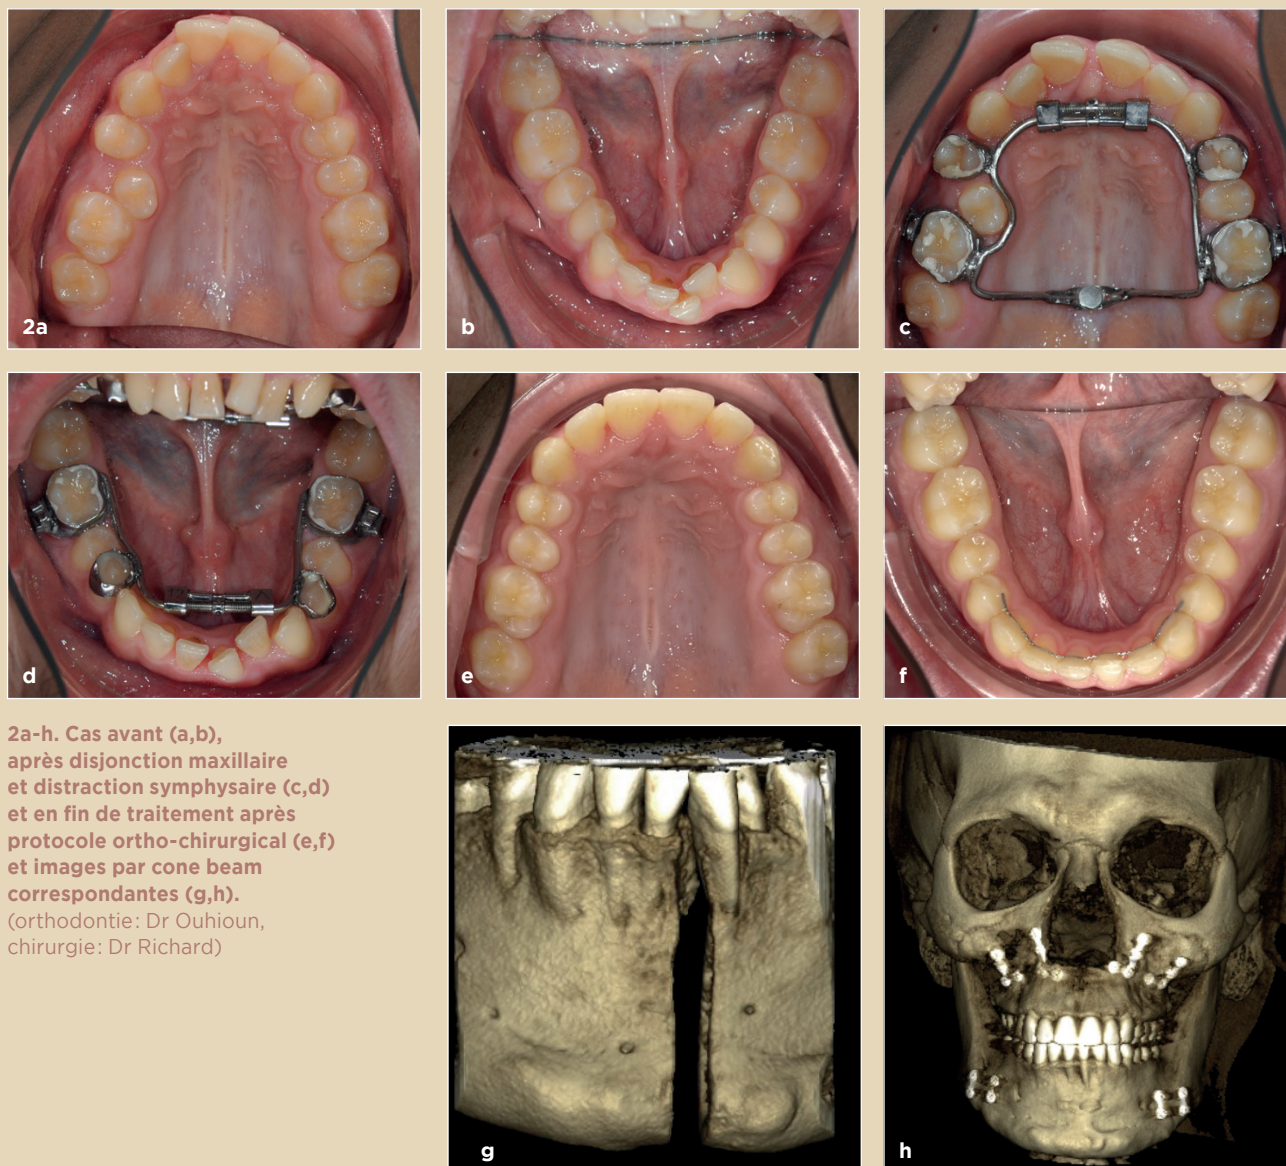 2a
b
c
d
e
f
2a-h. Cas avant (a,b),
après disjonction maxillaire
et distraction symphysaire (c,d)
et en fin de traitement après
protocole ortho-chirurgical (e,f)
et images par cone beam
correspondantes (g,h).
(orthodontie: Dr Ouhioun,
chirurgie: Dr Richard)
g
h